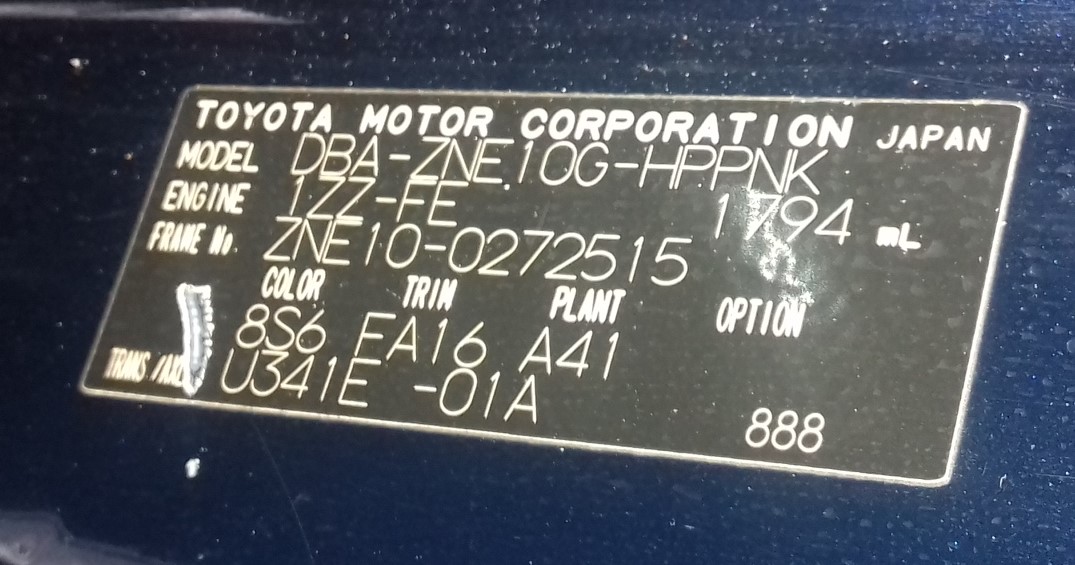 TOYOTA MOTOR CORPORATION JAPAN
MODEL DBA-ZNE10G-HPPNK
ENGINE 1ZZ-FE 1794 mL
FRAME No. ZNE10-0272515
COLOR TRIM PLANT OPTION
8S6 EA16 A41
TRANS/AXLE U341E -01A
888